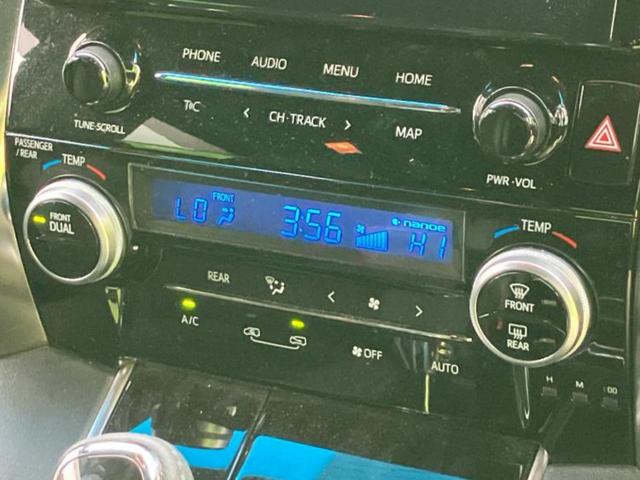 PHONE AUDIO MENU HOME
TUNE·SCROLL
CH·TRACK
MAP
PWR·VOL
PASSENGER
/REAR
TEMP
FRONT
DUAL
FRONT
LO 3:56 HI
nanoe
TEMP
FRONT
REAR
REAR
A/C
OFF
AUTO
H M :00